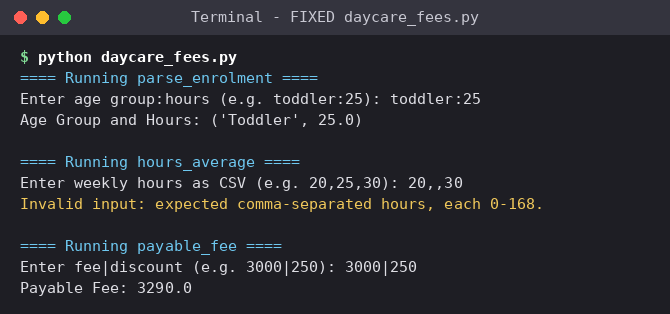 Terminal - FIXED daycare_fees.py
$ python daycare_fees.py
==== Running parse_enrolment ====
Enter age group:hours (e.g. toddler:25): toddler:25
Age Group and Hours: ('Toddler', 25.0)
==== Running hours_average ====
Enter weekly hours as CSV (e.g. 20,25,30): 20,,30
Invalid input: expected comma-separated hours, each 0-168.
==== Running payable_fee ====
Enter fee|discount (e.g. 3000|250): 3000|250
Payable Fee: 3290.0